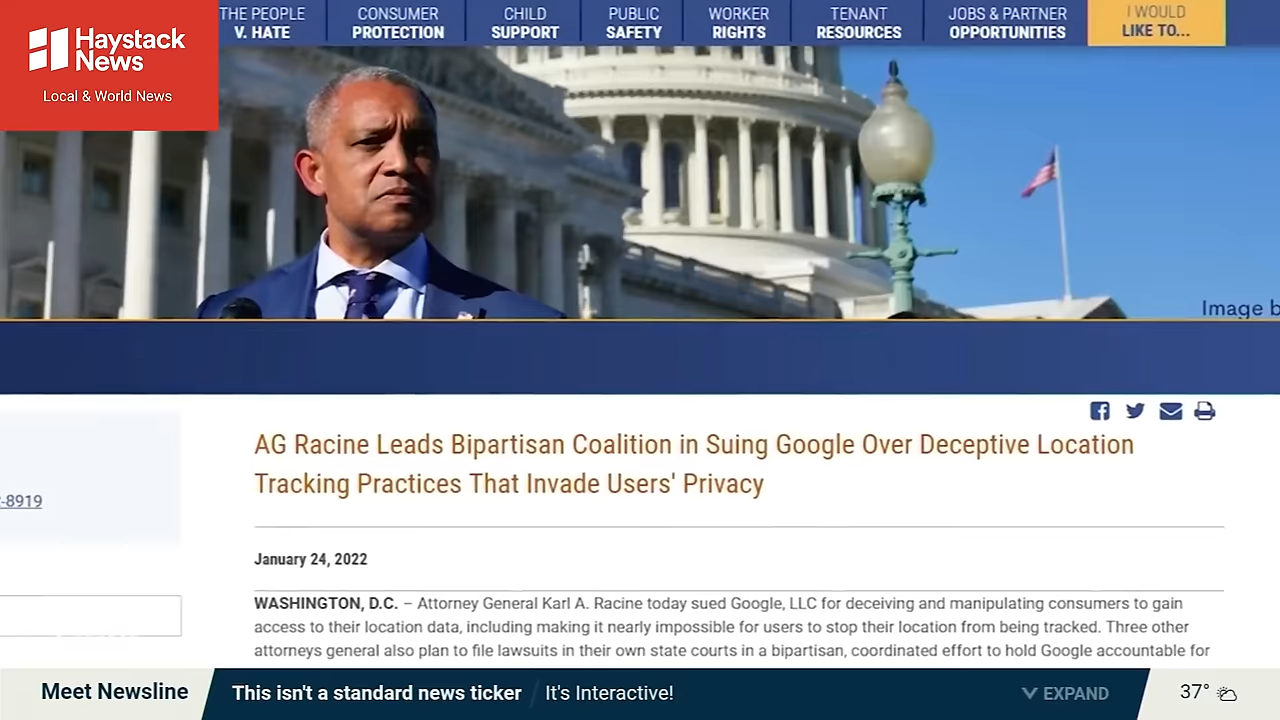 THE PEOPLE
V. HATE
CONSUMER
PROTECTION
CHILD
SUPPORT
PUBLIC
SAFETY
WORKER
RIGHTS
TENANT
RESOURCES
JOBS & PARTNER
OPPORTUNITIES
I WOULD
LIKE TO...
Haystack
News
Local & World News
Image b
AG Racine Leads Bipartisan Coalition in Suing Google Over Deceptive Location
Tracking Practices That Invade Users' Privacy
-8919
January 24, 2022
WASHINGTON, D.C. – Attorney General Karl A. Racine today sued Google, LLC for deceiving and manipulating consumers to gain
access to their location data, including making it nearly impossible for users to stop their location from being tracked. Three other
attorneys general also plan to file lawsuits in their own state courts in a bipartisan, coordinated effort to hold Google accountable for
Meet Newsline This isn't a standard news ticker / It's Interactive! EXPAND 37°